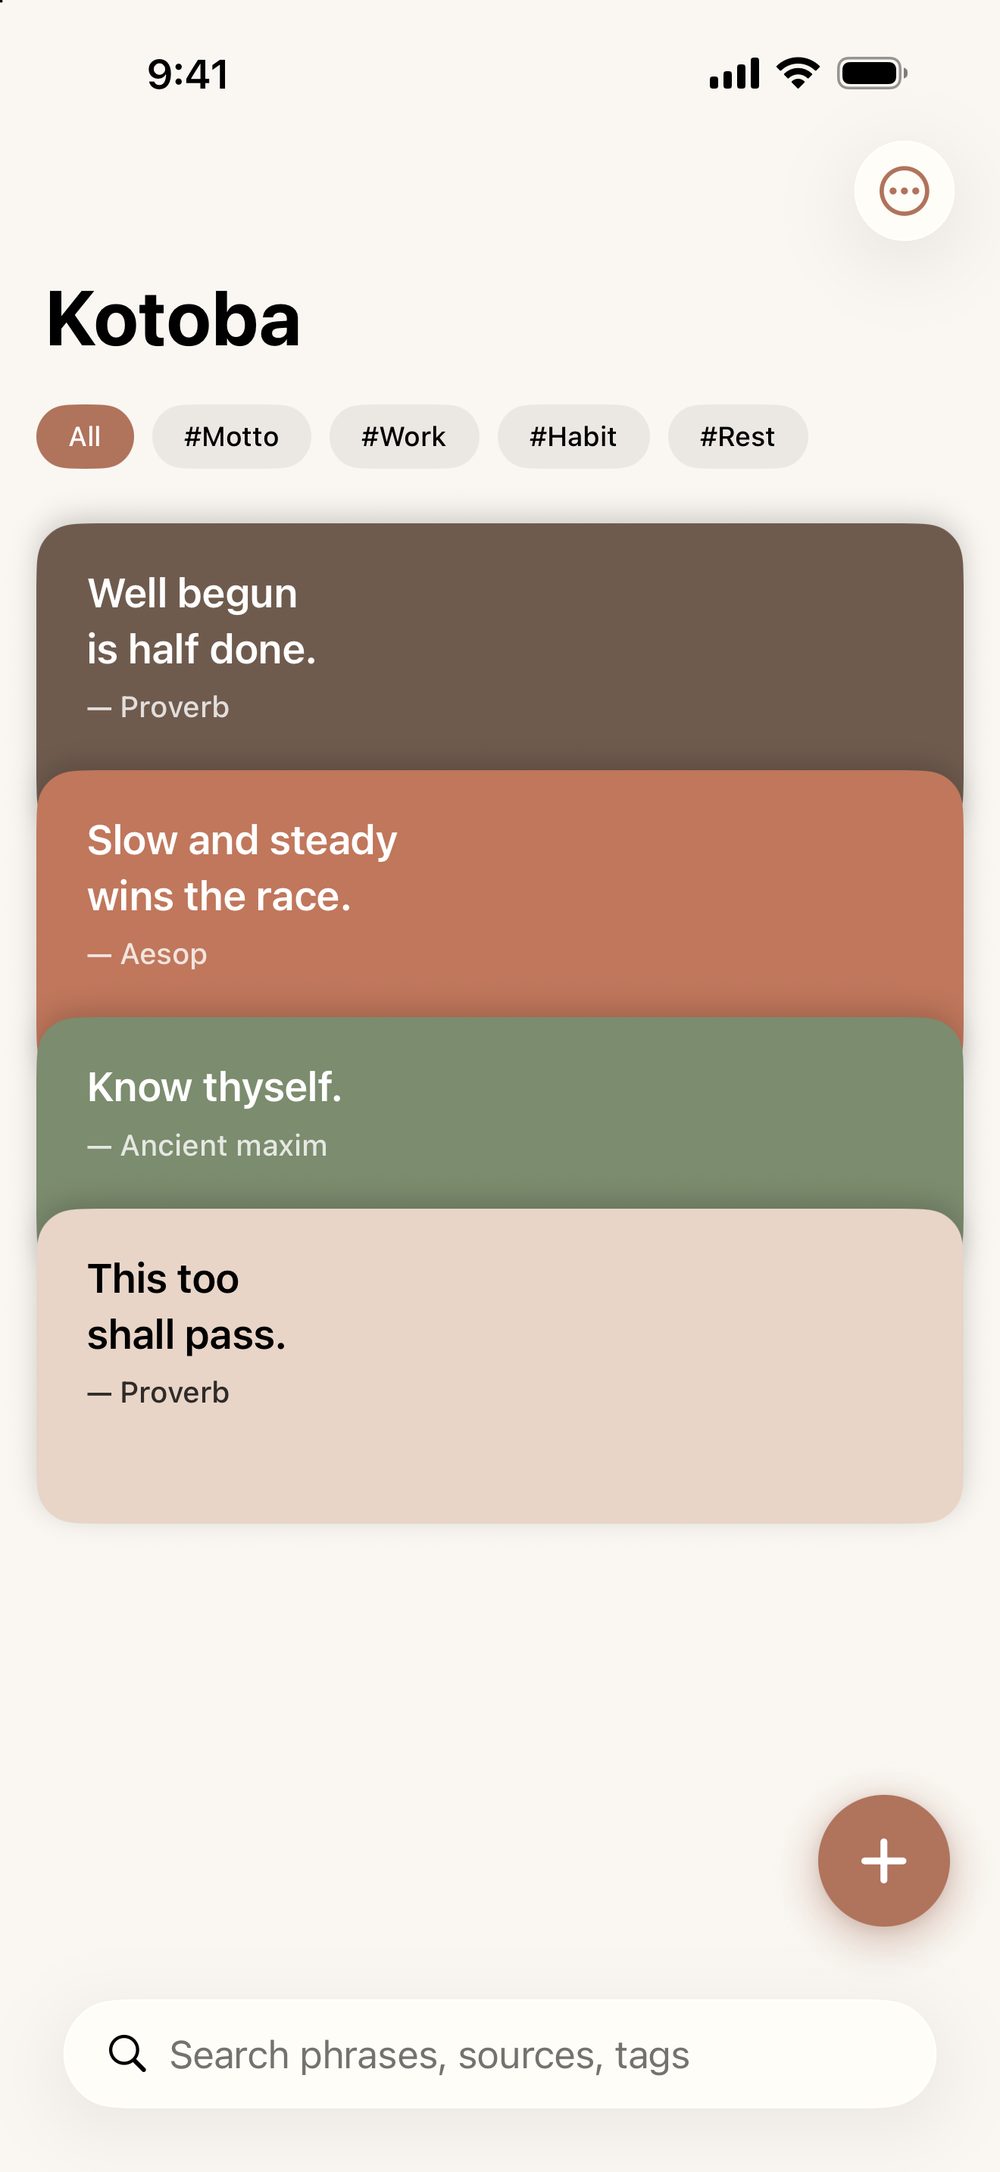 9:41
Kotoba
All #Motto #Work #Habit #Rest
Well begun
is half done.
— Proverb
Slow and steady
wins the race.
— Aesop
Know thyself.
— Ancient maxim
This too
shall pass.
— Proverb
Search phrases, sources, tags